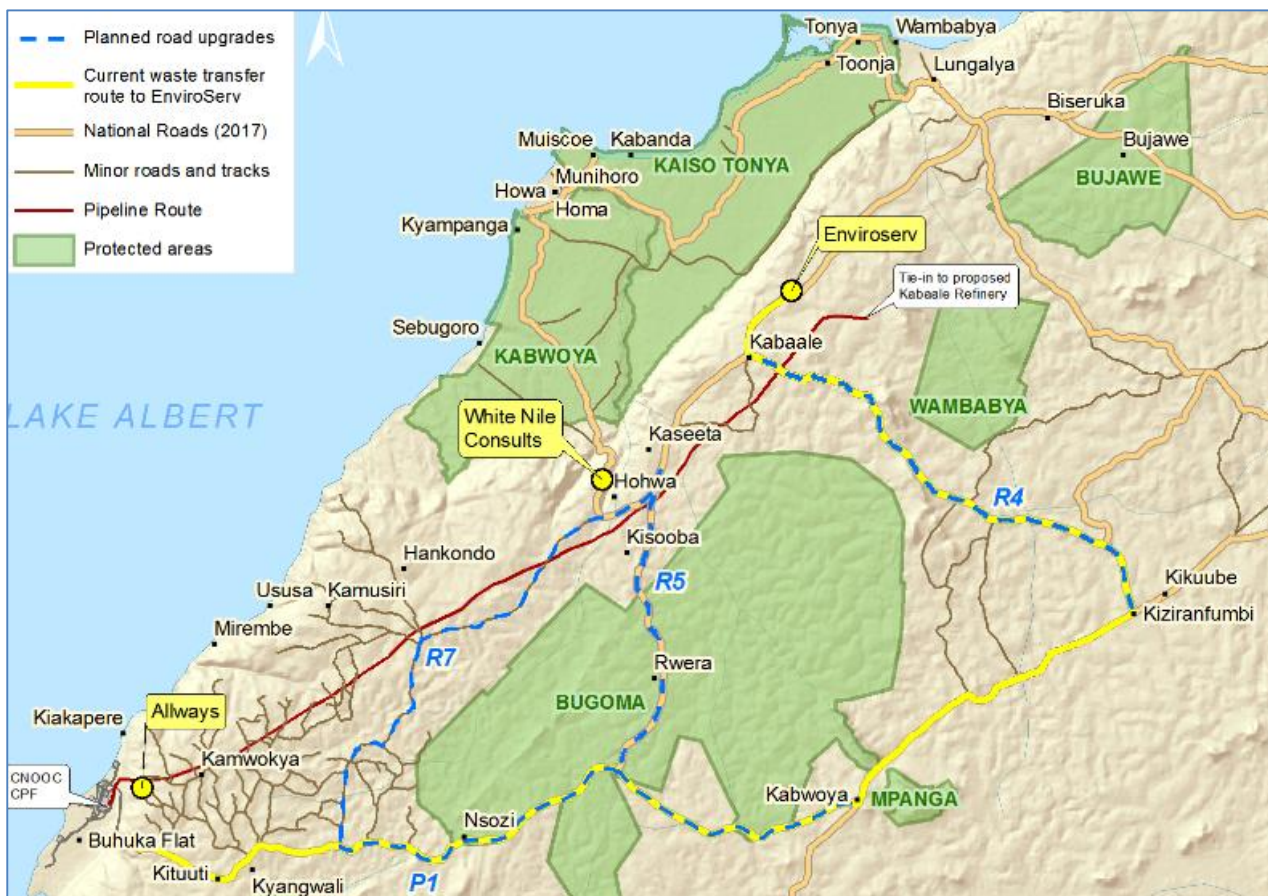 Planned road upgrades
Current waste transfer
route to EnviroServ
National Roads (2017)
Minor roads and tracks
Pipeline Route
Protected areas
Tonya
Wambabya
Toonja
Lungalya
Biseruka
Bujawe
BUJAWE
Muiscoe
Kabanda
KAISO TONYA
Munihoro
Howa
Homa
Kyampanga
Enviroserv
Tie-in to proposed
Kabaale Refinery
Sebugoro
KABWOYA
Kabaale
WAMBABYA
LAKE ALBERT
White Nile
Consults
Kaseeta
Hohwa
R4
Kisooba
Hankondo
R5
Ususa
Kamusiri
Kikuube
Kiziranfumbi
Mirembe
R7
Rwera
BUGOMA
Allways
Kiakapere
CNOOC
CPF
Kamwokya
Kabwoya
MPANGA
Nsozi
Buhuka Flat
Kituuti
Kyangwali
P1